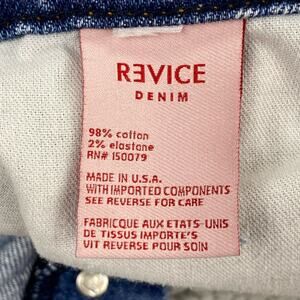 REVICE
DENIM
98% cotton
2% elastane
RN# 150079
MADE IN U.S.A.
WITH IMPORTED COMPONENTS
SEE REVERSE FOR CARE
FABRIQUE AUX ETATS-UNIS
DE TISSUS IMPORTE'S
VIT REVERSE POUR SOIN